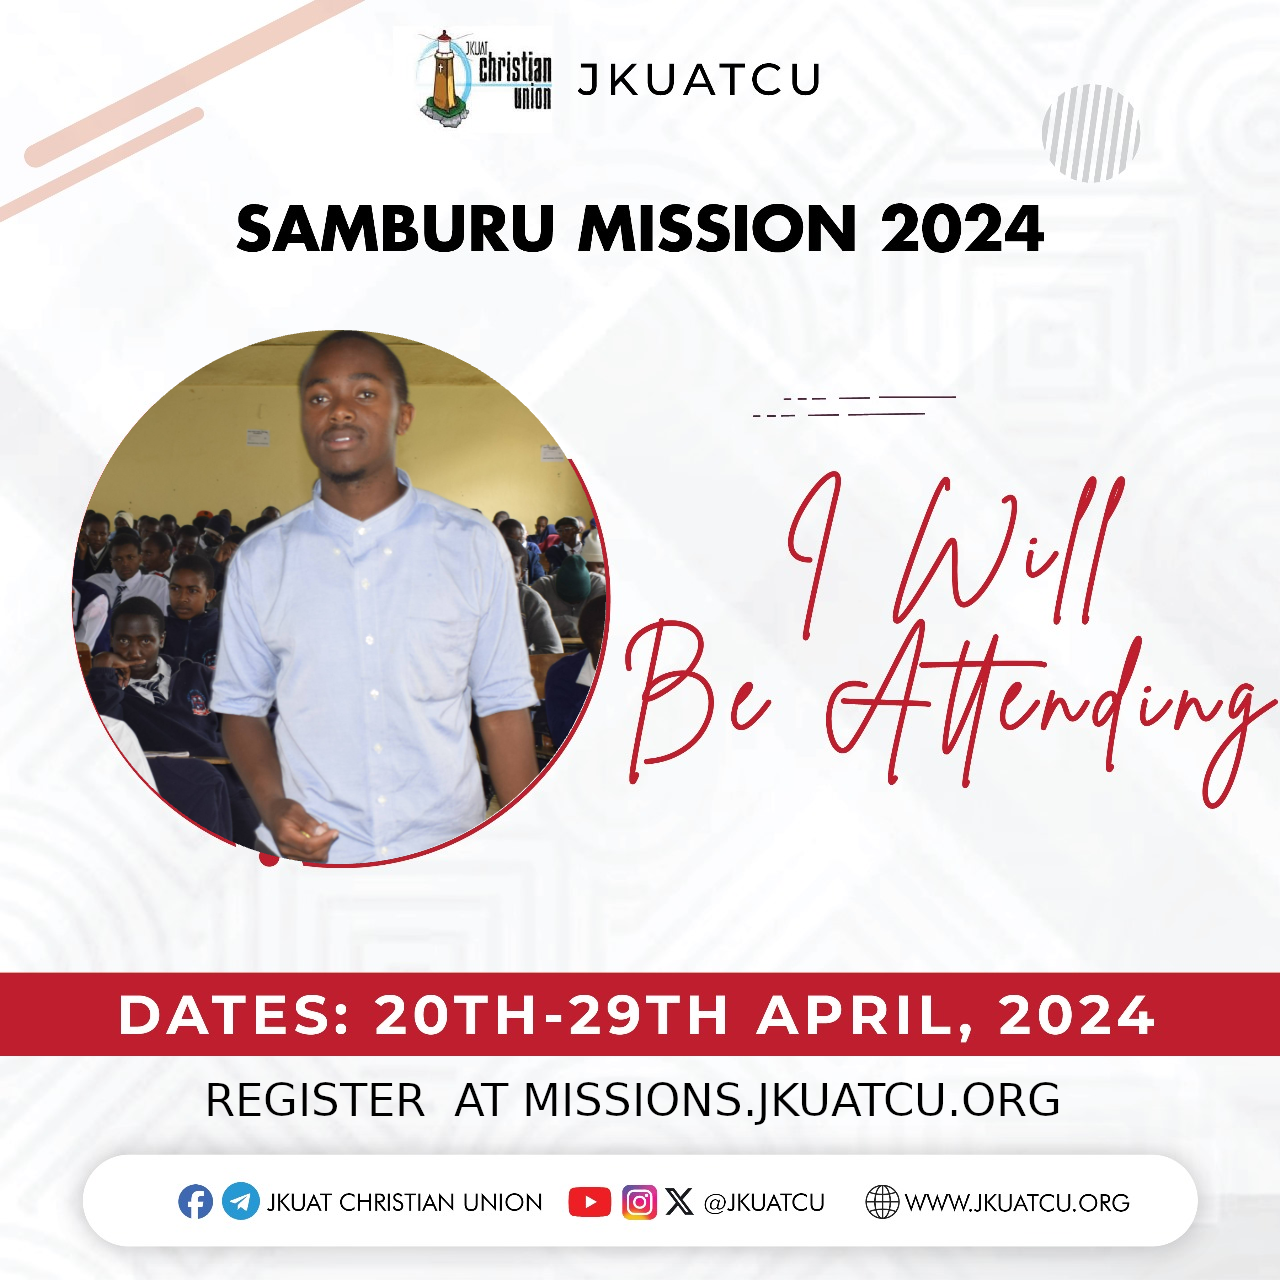 JKUAT
christian
union
JKUATCU
SAMBURU MISSION 2024
I Will
Be Attending
DATES: 20TH-29TH APRIL, 2024
REGISTER  AT MISSIONS.JKUATCU.ORG
JKUAT CHRISTIAN UNION @JKUATCU WWW.JKUATCU.ORG